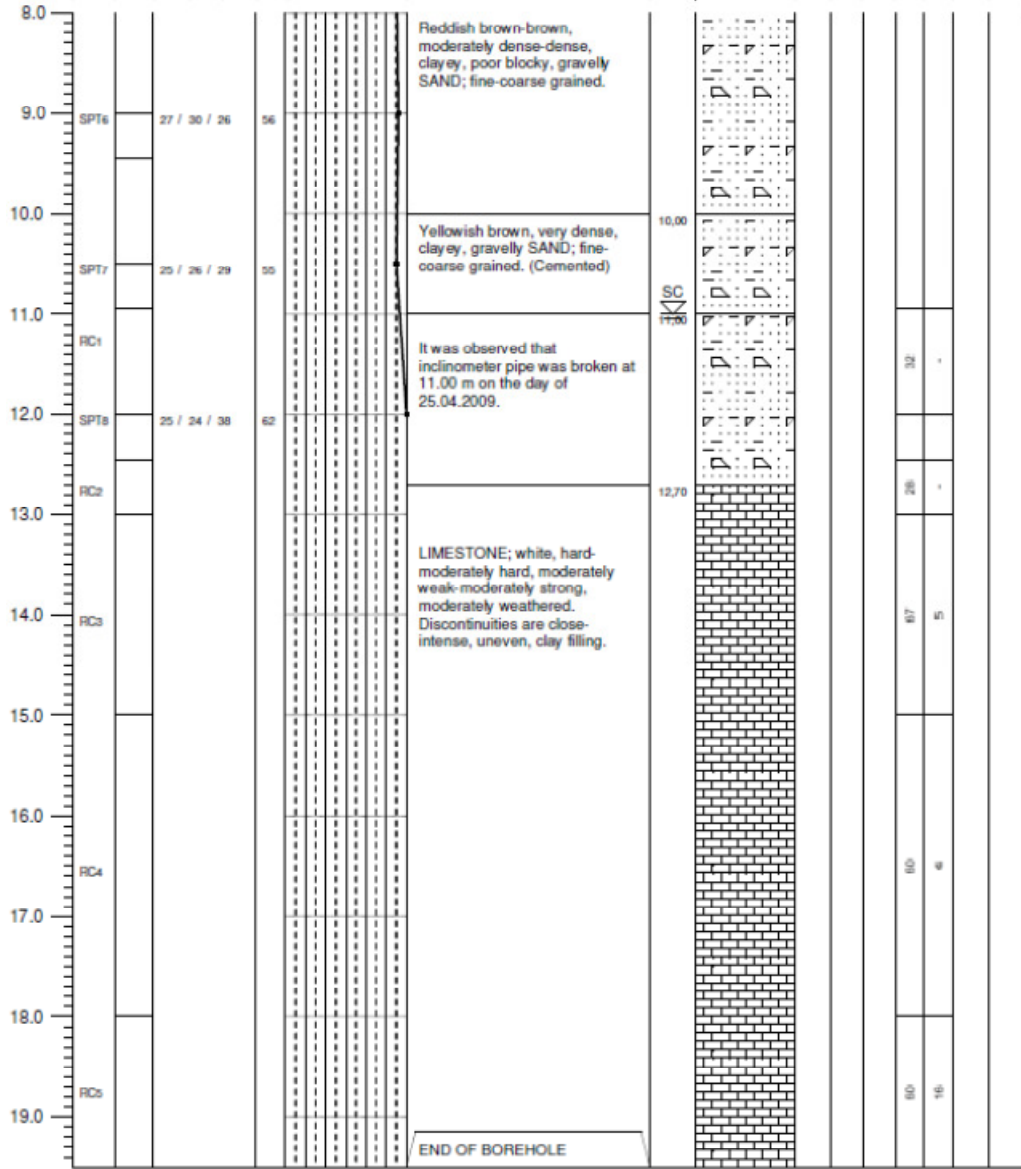 8.0
Reddish brown-brown,
moderately dense-dense,
clayey, poor blocky, gravelly
SAND; fine-coarse grained.
9.0
SPT6 27 / 30 / 26 56
10.0
10,00
Yellowish brown, very dense,
clayey, gravelly SAND; fine-
coarse grained. (Cemented)
SPT7 25 / 26 / 29 55
SC
11.0
11,00
RC1
It was observed that
inclinometer pipe was broken at
11.00 m on the day of
25.04.2009.
32 -
12.0
SPT8 25 / 24 / 38 62
RC2
12,70
28 -
13.0
LIMESTONE; white, hard-
moderately hard, moderately
weak-moderately strong,
moderately weathered.
Discontinuities are close-
intense, uneven, clay filling.
14.0
RC3
67 5
15.0
16.0
RC4
60
17.0
18.0
RC5
60 16
19.0
END OF BOREHOLE